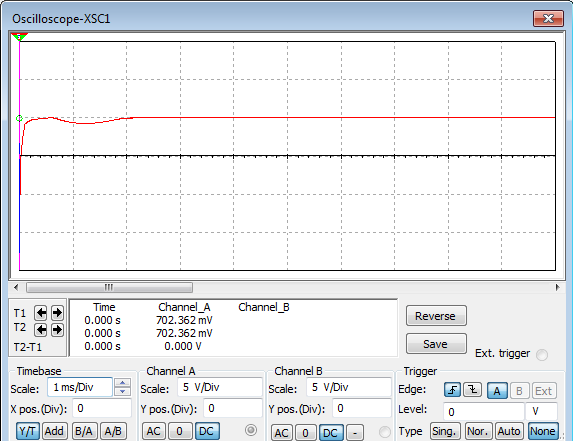 Oscilloscope-XSC1
Time Channel_A Channel_B
T1 0.000 s 702.362 mV
T2 0.000 s 702.362 mV
T2-T1 0.000 s 0.000 V
Reverse
Save
Ext. trigger
Timebase
Scale: 1 ms/Div
X pos.(Div): 0
Y/T Add B/A A/B
Channel A
Scale: 5 V/Div
Y pos.(Div): 0
AC 0 DC
Channel B
Scale: 5 V/Div
Y pos.(Div): 0
AC 0 DC -
Trigger
Edge: A B Ext
Level: 0 V
Type Sing. Nor. Auto None